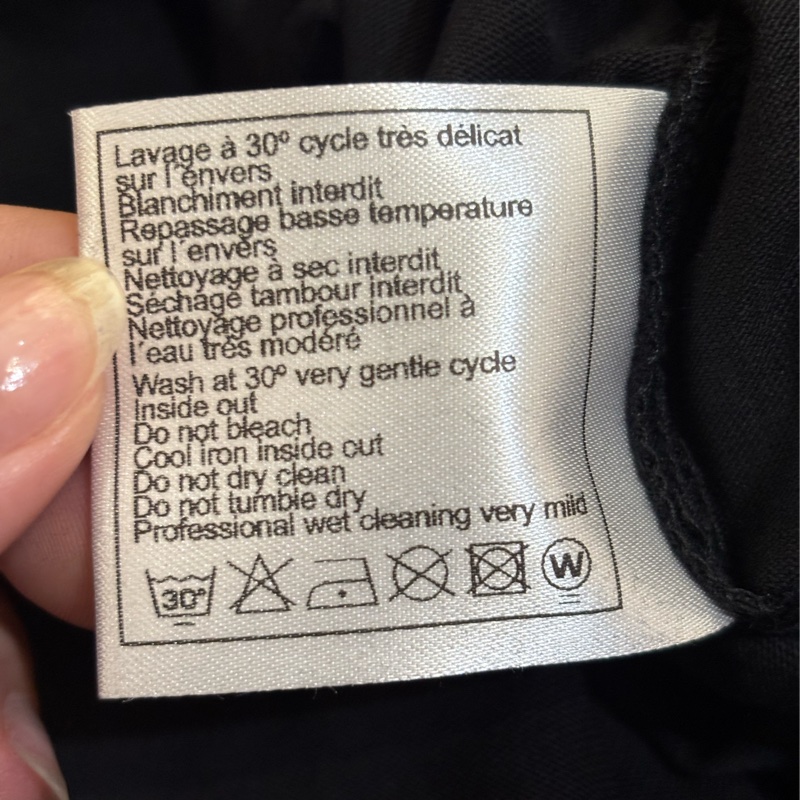 Lavage à 30º cycle très délicat
sur l'envers
Blanchiment interdit
Repassage basse temperature
sur l'envers
Nettoyage à sec interdit
Séchage tambour interdit
Nettoyage professionnel à
l'eau très modéré
Wash at 30º very gentle cycle
Inside out
Do not bleach
Cool iron inside out
Do not dry clean
Do not tumble dry
Professional wet cleaning very mild
30º W